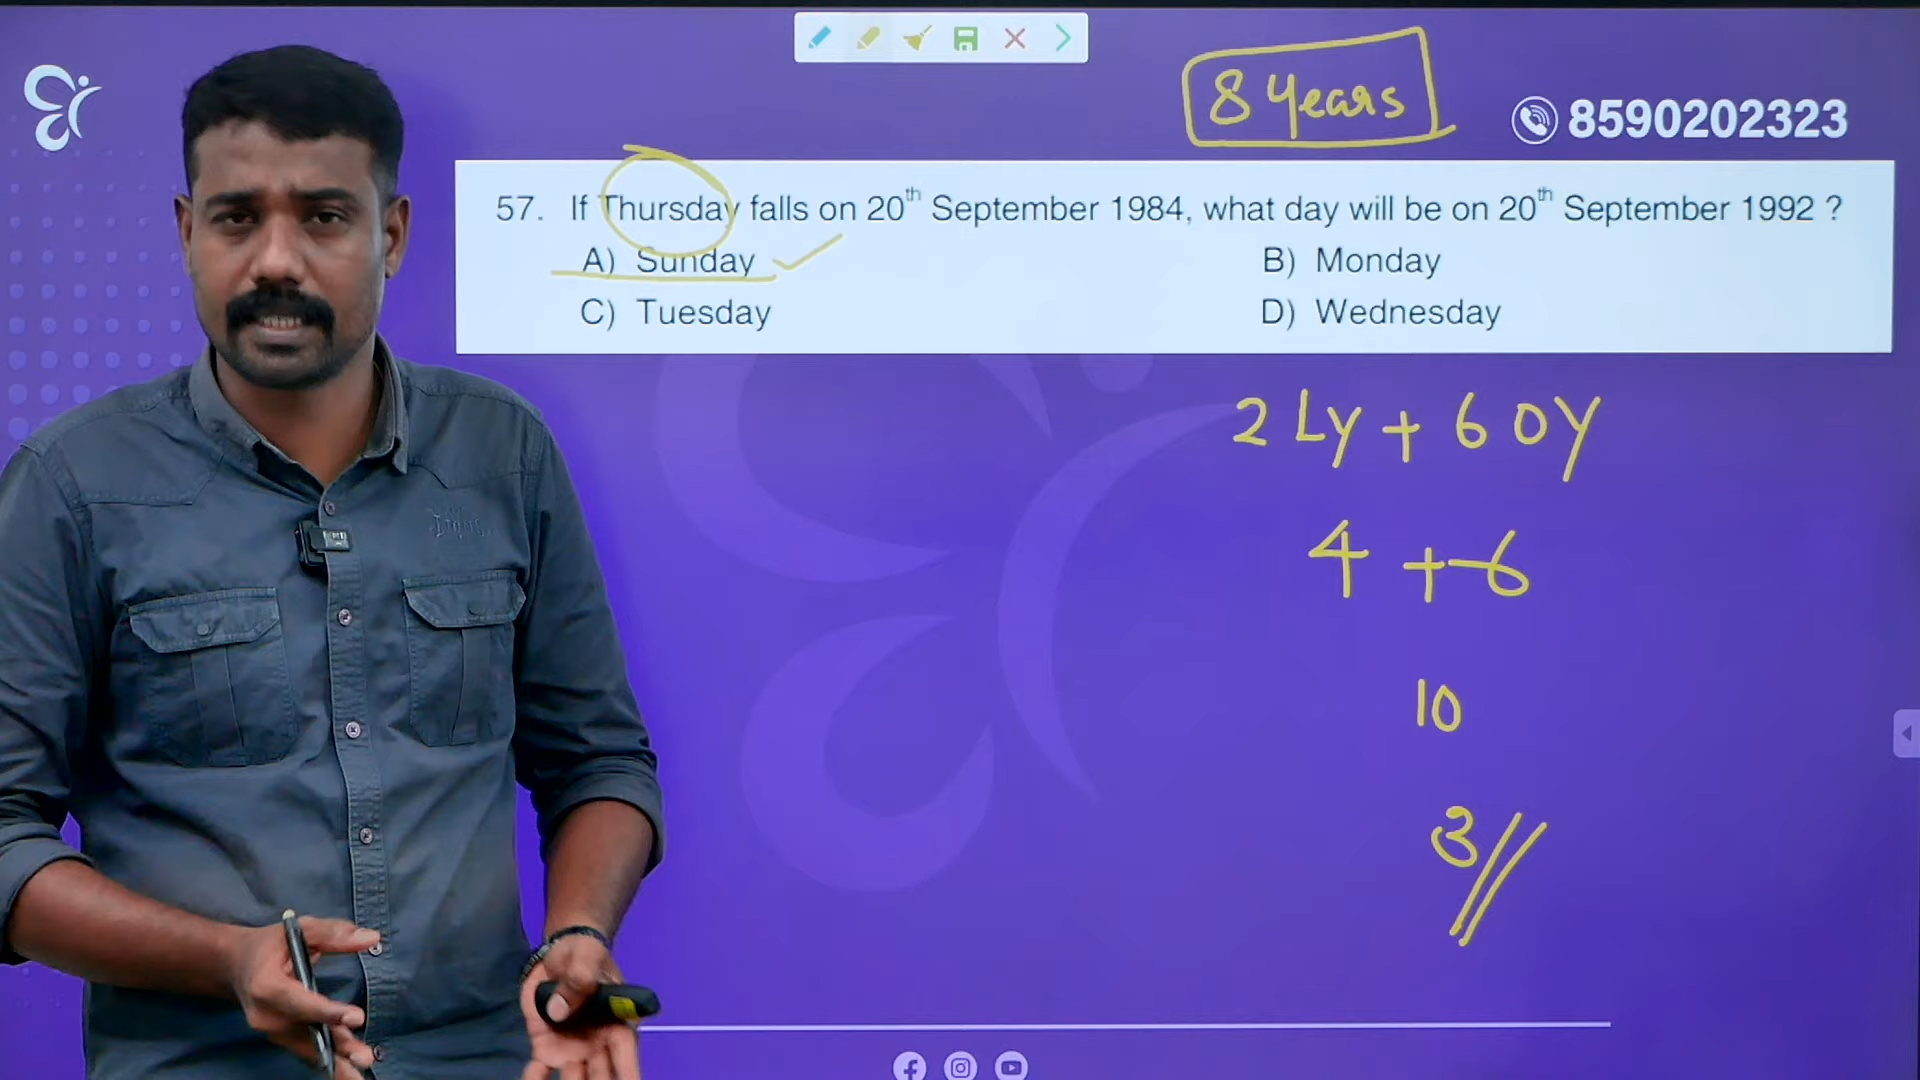 8 Years
8590202323
57. If Thursday falls on 20th September 1984, what day will be on 20th September 1992 ?
A) Sunday
B) Monday
C) Tuesday
D) Wednesday
2 Ly + 6 OY
4 + 6
10
3//